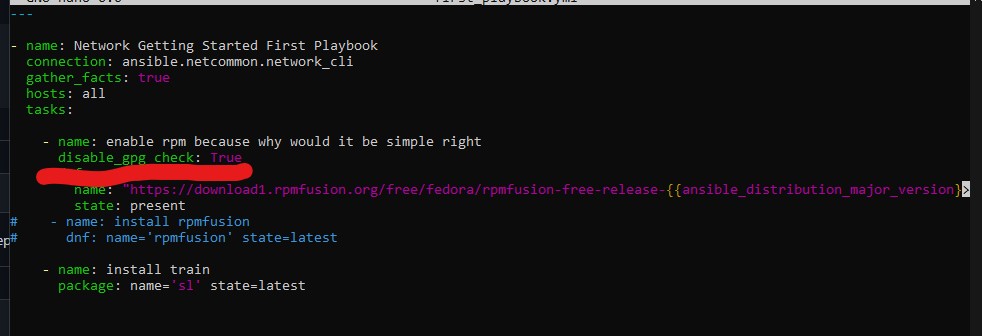 ---
- name: Network Getting Started First Playbook
connection: ansible.netcommon.network_cli
gather_facts: true
hosts: all
tasks:
- name: enable rpm because why would it be simple right
disable_gpg_check: True
name: "https://download1.rpmfusion.org/free/fedora/rpmfusion-free-release-{{ansible_distribution_major_version}>
state: present
# - name: install rpmfusion
# dnf: name='rpmfusion' state=latest
- name: install train
package: name='sl' state=latest